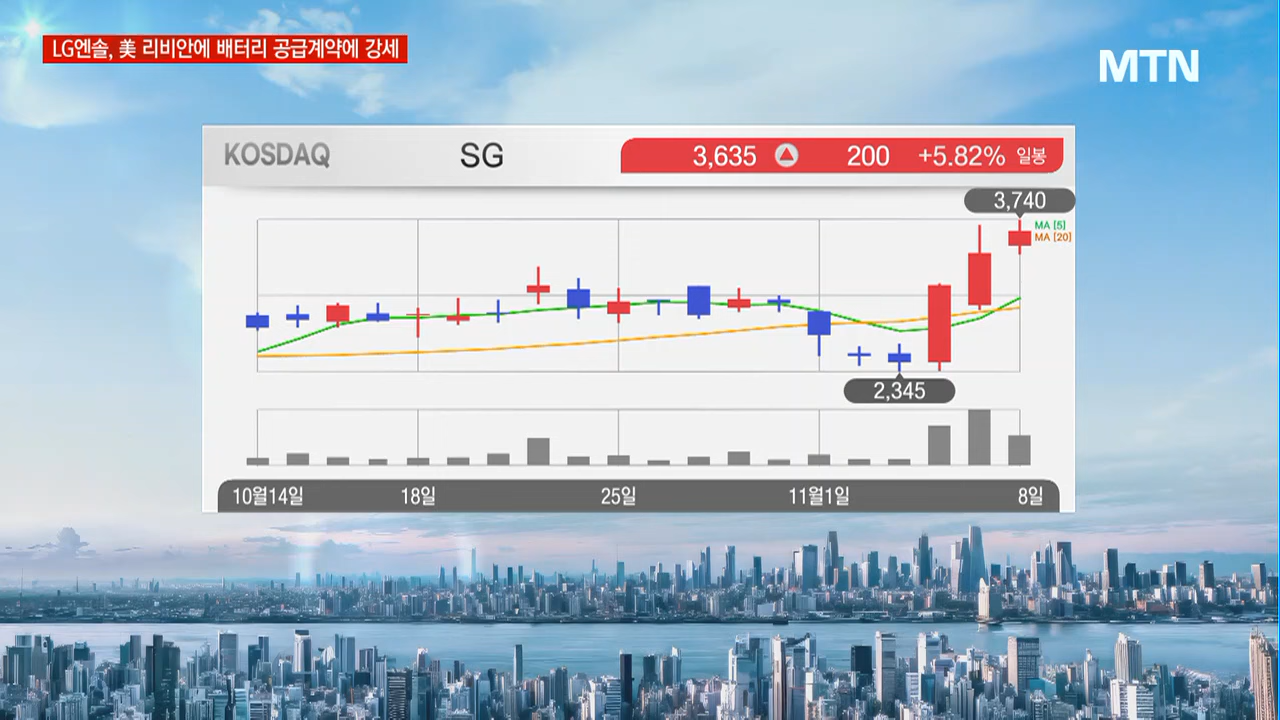 LG엔솔, 美 리비안에 배터리 공급계약에 강세
MTN
KOSDAQ SG 3,635 200 +5.82% 일봉
3,740
MA [5]
MA [20]
2,345
10월14일 18일 25일 11월1일 8일